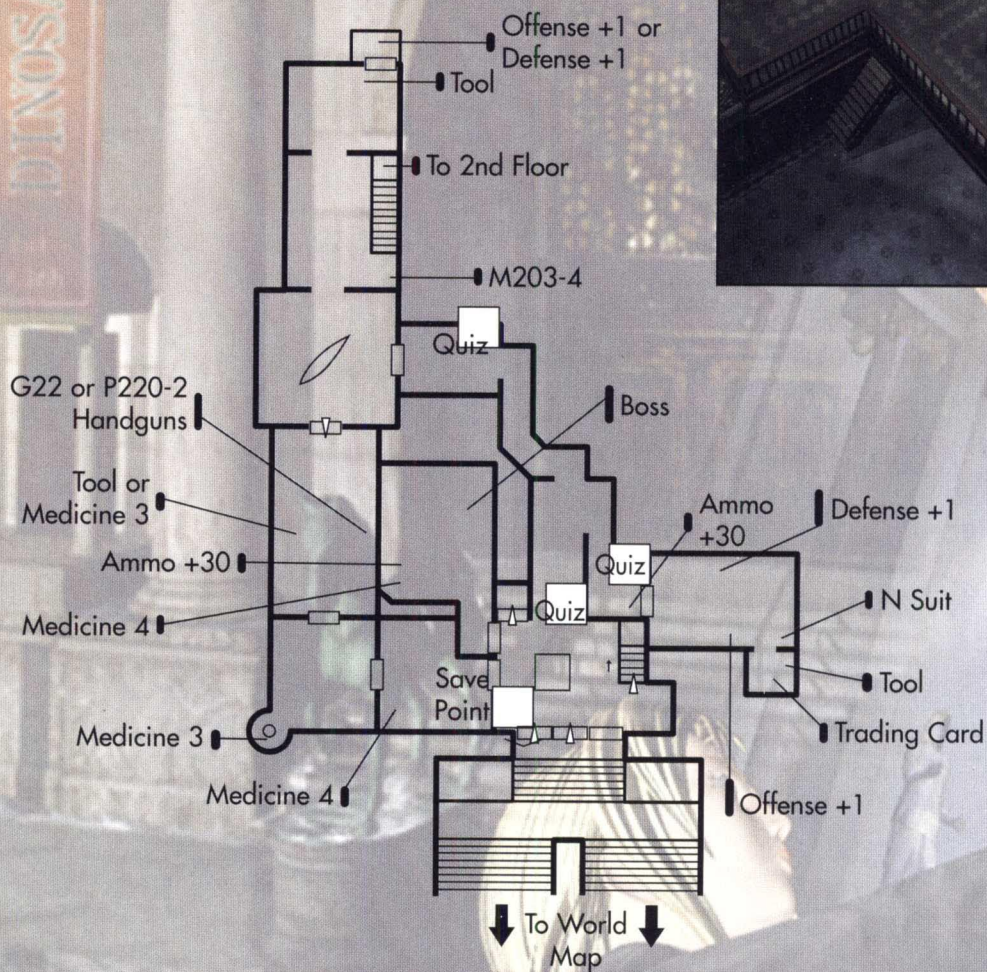 DINOSA
Offense +1 or
Defense +1
Tool
To 2nd Floor
M203-4
Quiz
G22 or P220-2
Handguns
Boss
Tool or
Medicine 3
Ammo
+30
Defense +1
Ammo +30
Quiz
N Suit
Medicine 4
Quiz
Save
Point
Tool
Medicine 3
Trading Card
Medicine 4
Offense +1
To World
Map